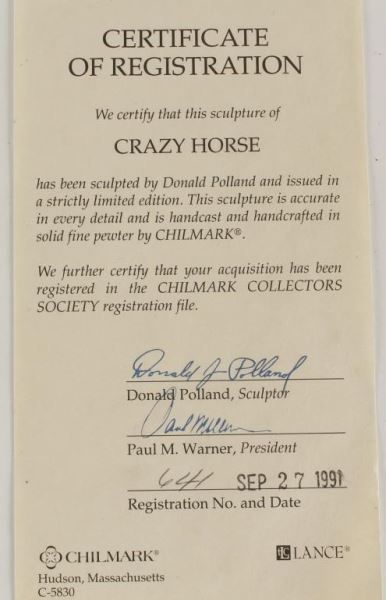 CERTIFICATE
OF REGISTRATION
We certify that this sculpture of
CRAZY HORSE
has been sculpted by Donald Polland and issued in
a strictly limited edition. This sculpture is accurate
in every detail and is handcast and handcrafted in
solid fine pewter by CHILMARK®.
We further certify that your acquisition has been
registered in the CHILMARK COLLECTORS
SOCIETY registration file.
Donald J Polland
Donald Polland, Sculptor
Paul M Warner
Paul M. Warner, President
641 SEP 27 1991
Registration No. and Date
CHILMARK® LANCE®
Hudson, Massachusetts
C-5830